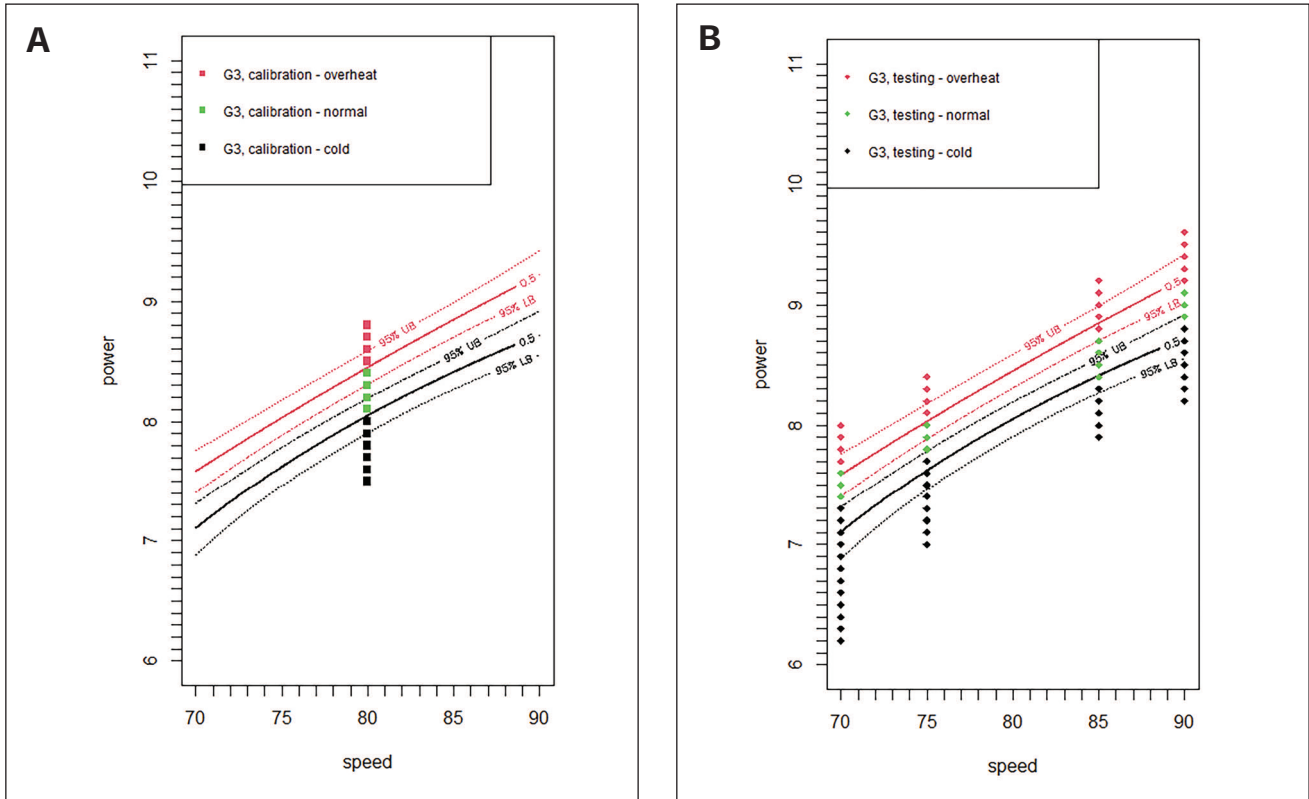 A
G3, calibration - overheat
G3, calibration - normal
G3, calibration - cold
11
10
9
8
7
6
power
95% UB
0.5
95% LB
95% UB
0.5
95% LB
70 75 80 85 90
speed
B
G3, testing - overheat
G3, testing - normal
G3, testing - cold
11
10
9
8
7
6
power
95% UB
0.5
95% LB
95% UB
0.5
95% LB
70 75 80 85 90
speed